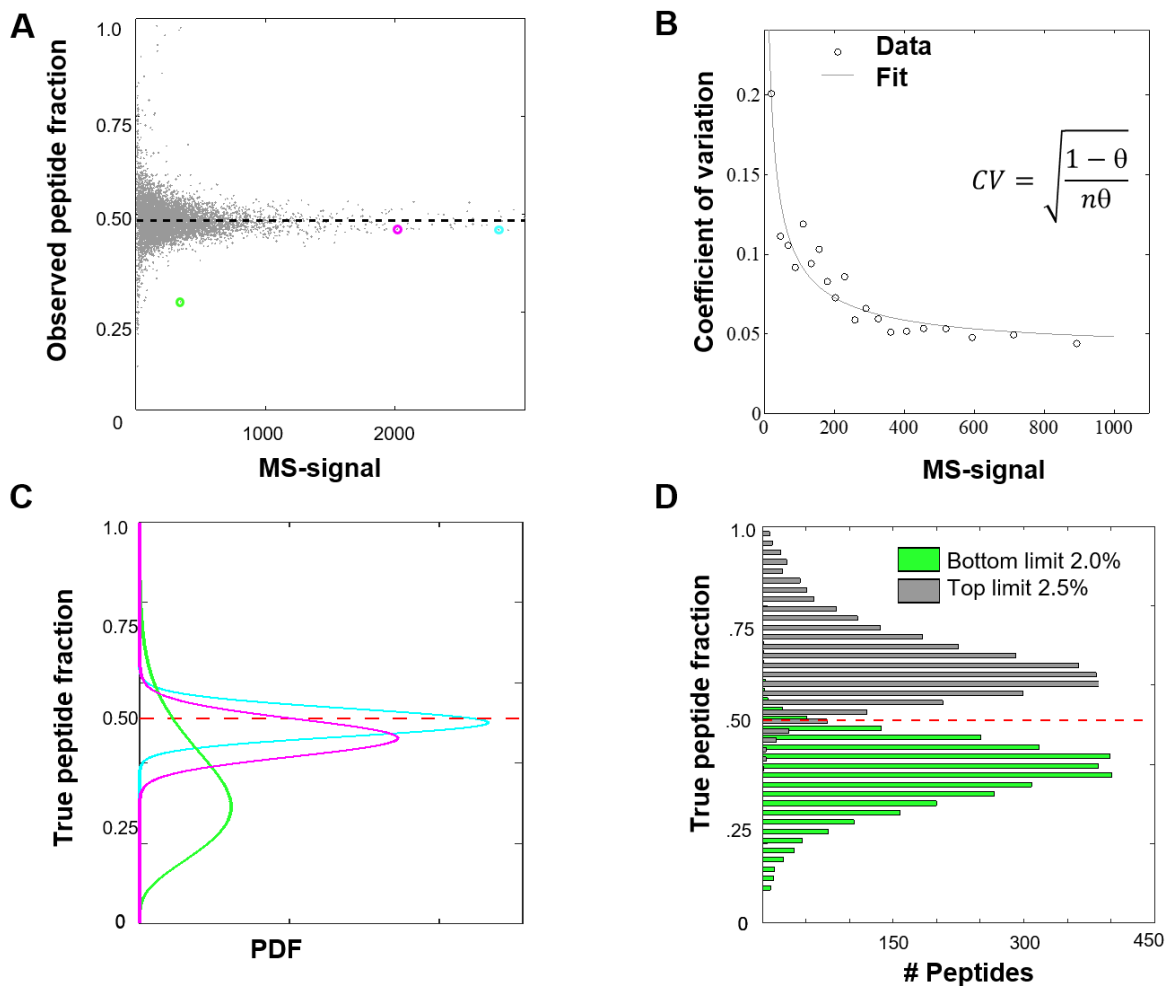 A
Observed peptide fraction
1.0
0.75
0.50
0.25
0
1000
2000
MS-signal
B
Coefficient of variation
0.2
0.15
0.1
0.05
0
0
200
400
600
800
1000
MS-signal
Data
Fit
CV = √((1 − θ)/(nθ))
C
True peptide fraction
1.0
0.75
0.50
0.25
0
PDF
D
True peptide fraction
1.0
.75
.50
.25
0
150
300
450
# Peptides
Bottom limit 2.0%
Top limit 2.5%